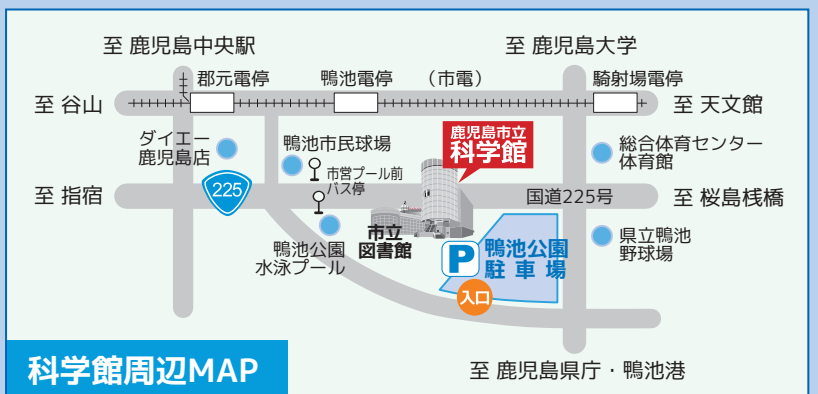 至 鹿児島中央駅
至 鹿児島大学
郡元電停
鴨池電停
(市電)
騎射場電停
至 谷山
至 天文館
ダイエー
鹿児島店
鴨池市民球場
市営プール前
バス停
鹿児島市立
科学館
総合体育センター
体育館
至 指宿
225
国道225号
至 桜島桟橋
鴨池公園
水泳プール
市立
図書館
P
鴨池公園
駐車場
入口
県立鴨池
野球場
科学館周辺MAP
至 鹿児島県庁・鴨池港